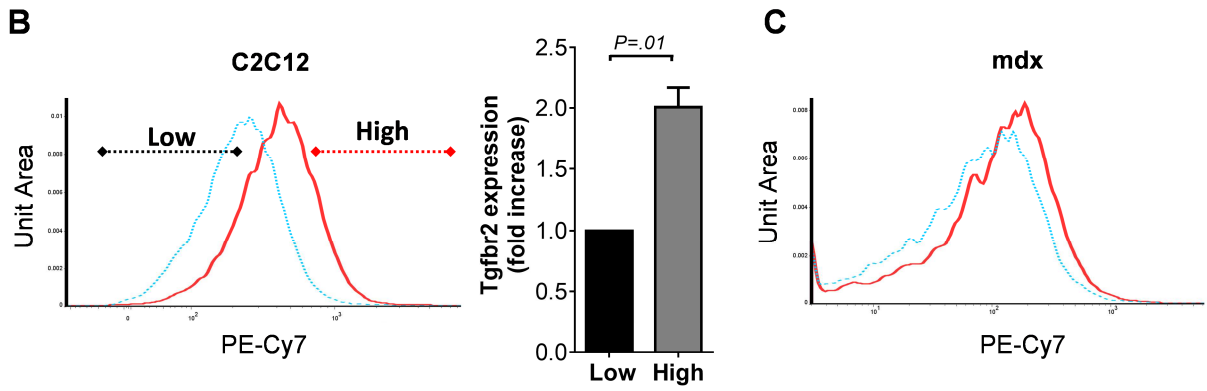 B
C2C12
Unit Area
0.01
0.008
0.006
0.004
0.002
0
Low
High
0
10²
10³
PE-Cy7
Tgfbr2 expression
(fold increase)
2.5
2.0
1.5
1.0
0.5
0.0
P=.01
Low
High
C
mdx
Unit Area
0.008
0.006
0.004
0.002
0
10¹
10²
10³
PE-Cy7